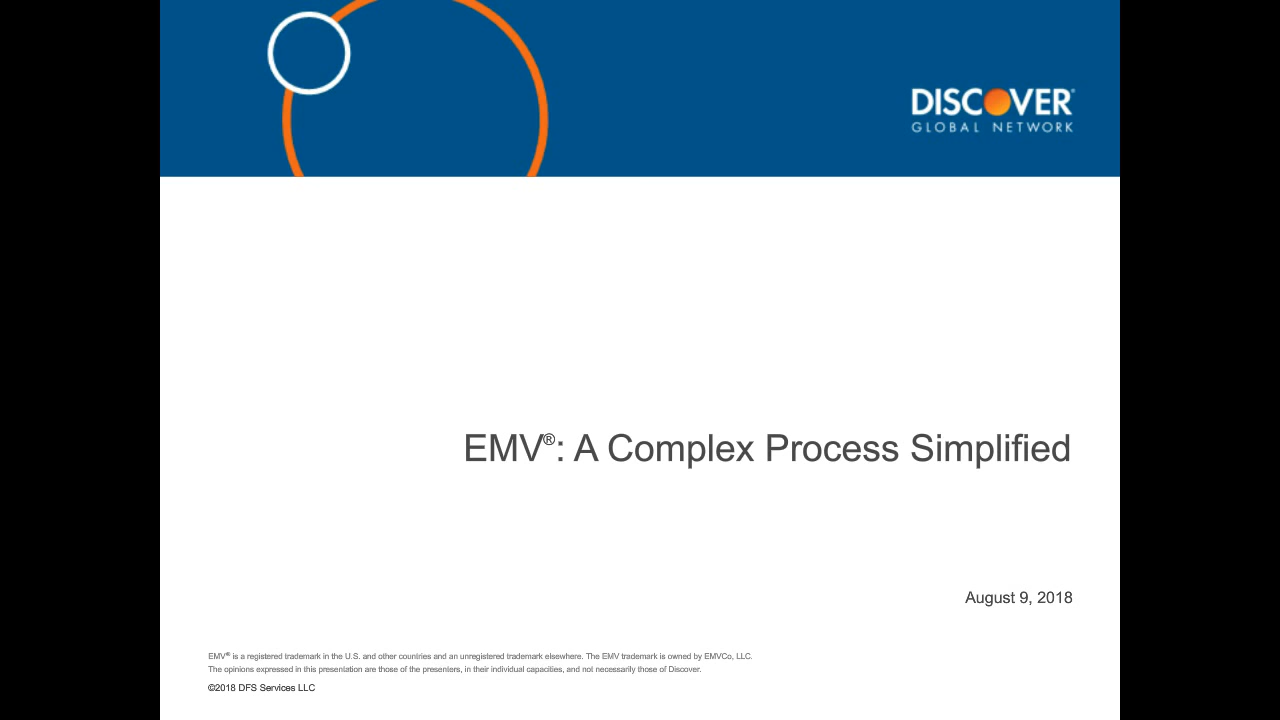 DISCOVER®
GLOBAL NETWORK
EMV®: A Complex Process Simplified
August 9, 2018
EMV® is a registered trademark in the U.S. and other countries and an unregistered trademark elsewhere. The EMV trademark is owned by EMVCo, LLC.
The opinions expressed in this presentation are those of the presenters, in their individual capacities, and not necessarily those of Discover.
©2018 DFS Services LLC